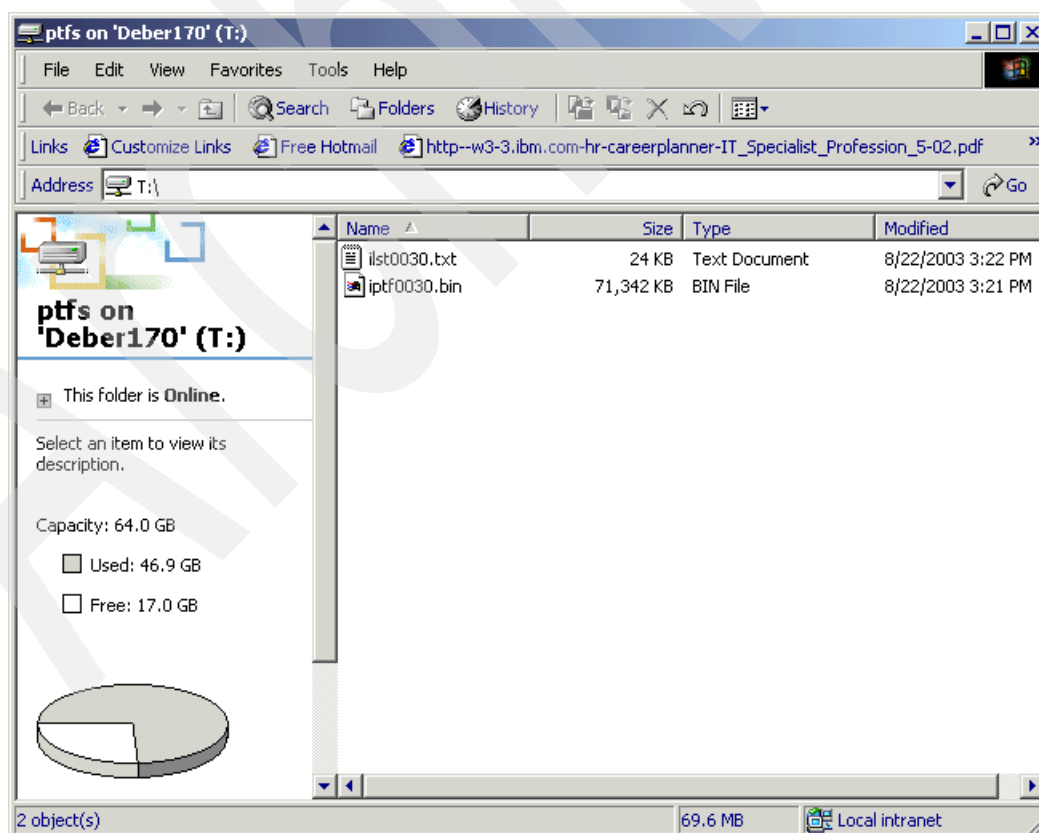 ptfs on 'Deber170' (T:)
File Edit View Favorites Tools Help
Back Search Folders History
Links Customize Links Free Hotmail http--w3-3.ibm.com-hr-careerplanner-IT_Specialist_Profession_5-02.pdf »
Address T:\ Go
Name Size Type Modified
ilst0030.txt 24 KB Text Document 8/22/2003 3:22 PM
iptf0030.bin 71,342 KB BIN File 8/22/2003 3:21 PM
ptfs on
'Deber170' (T:)
This folder is Online.
Select an item to view its
description.
Capacity: 64.0 GB
Used: 46.9 GB
Free: 17.0 GB
2 object(s) 69.6 MB Local intranet